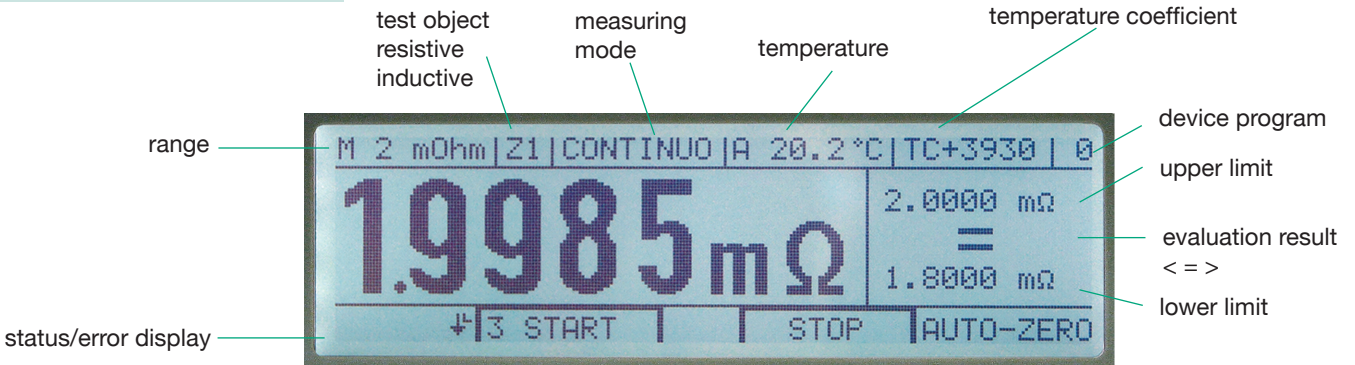 test object
resistive
inductive
measuring
mode
temperature
temperature coefficient
range
device program
upper limit
evaluation result
< = >
lower limit
status/error display
M 2 mOhm|Z1|CONTINUO|A 20.2°C|TC+3930 | 0
1.9985mΩ
2.0000 mΩ
=
1.8000 mΩ
3 START
STOP
AUTO-ZERO